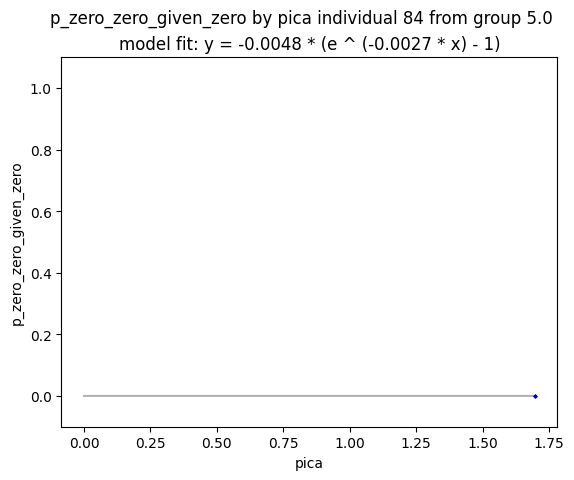 p_zero_zero_given_zero by pica individual 84 from group 5.0
model fit: y = -0.0048 * (e ^ (-0.0027 * x) - 1)
1.0
0.8
0.6
0.4
0.2
0.0
p_zero_zero_given_zero
0.00 0.25 0.50 0.75 1.00 1.25 1.50 1.75
pica